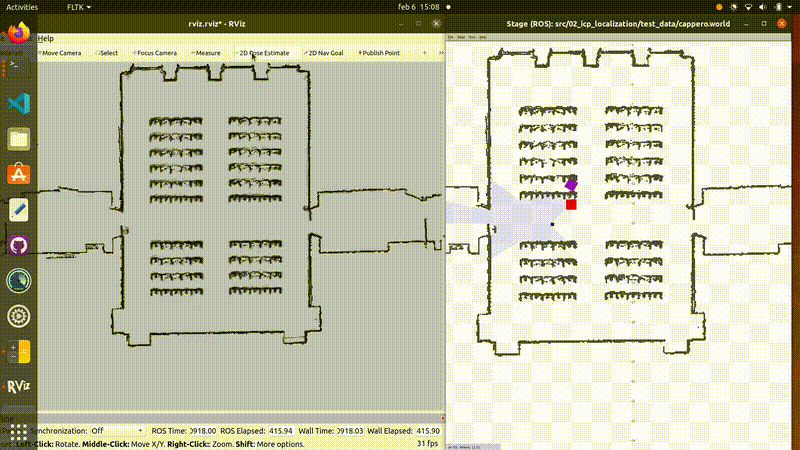 Activities
FLTK
feb 6 15:08
rviz.rviz* - RViz
Stage (ROS): src/02_icp_localization/test_data/cappero.world
Help
Move Camera
Select
Focus Camera
Measure
2D Pose Estimate
2D Nav Goal
Publish Point
RViz
Synchronization: Off
ROS Time:
918.00
ROS Elapsed: 415.94
Wall Time:
918.03
Wall Elapsed: 415.90
Left-Click: Rotate. Middle-Click: Move X/Y. Right-Click:: Zoom. Shift: More options.
31 fps